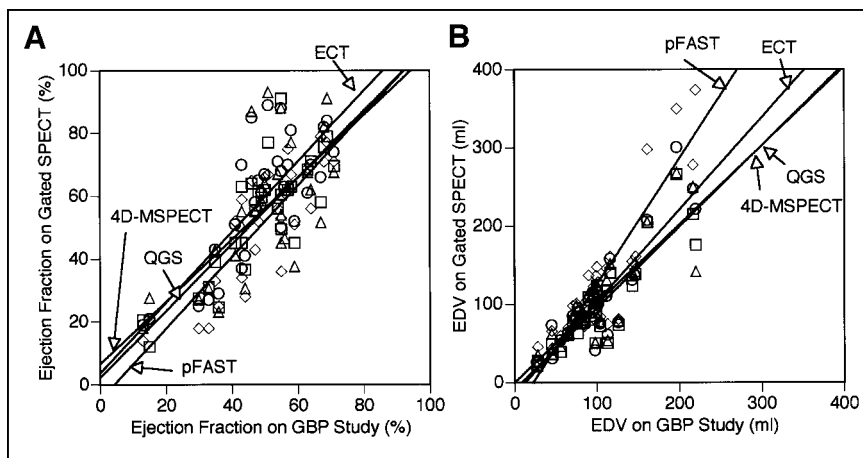 A
ECT
100
80
60
40
20
0
4D-MSPECT
QGS
pFAST
0
20
40
60
80
100
Ejection Fraction on Gated SPECT (%)
Ejection Fraction on GBP Study (%)
B
pFAST
ECT
400
300
200
100
0
QGS
4D-MSPECT
0
100
200
300
400
EDV on Gated SPECT (ml)
EDV on GBP Study (ml)